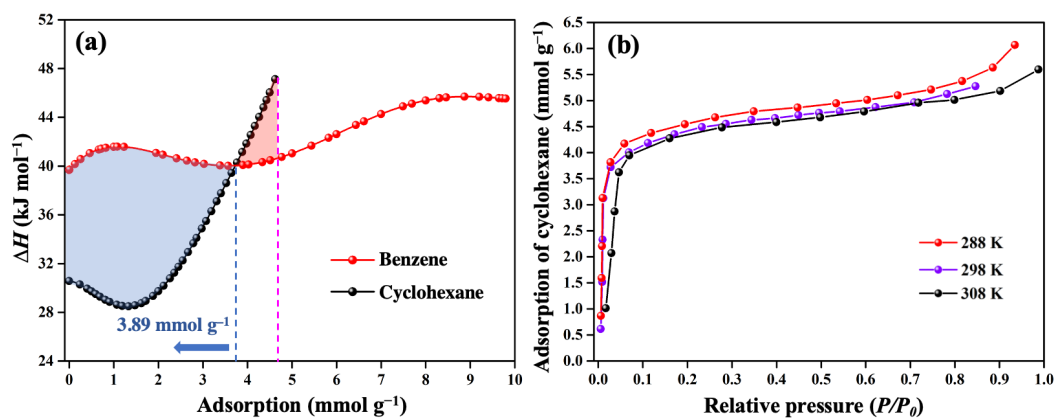 (a)
52
48
44
40
36
32
28
24
ΔH (kJ mol⁻¹)
Benzene
Cyclohexane
3.89 mmol g⁻¹
0 1 2 3 4 5 6 7 8 9 10
Adsorption (mmol g⁻¹)
(b)
6.5
6.0
5.5
5.0
4.5
4.0
3.5
3.0
2.5
2.0
1.5
1.0
0.5
0.0
Adsorption of cyclohexane (mmol g⁻¹)
288 K
298 K
308 K
0.0 0.1 0.2 0.3 0.4 0.5 0.6 0.7 0.8 0.9 1.0
Relative pressure (P/P₀)